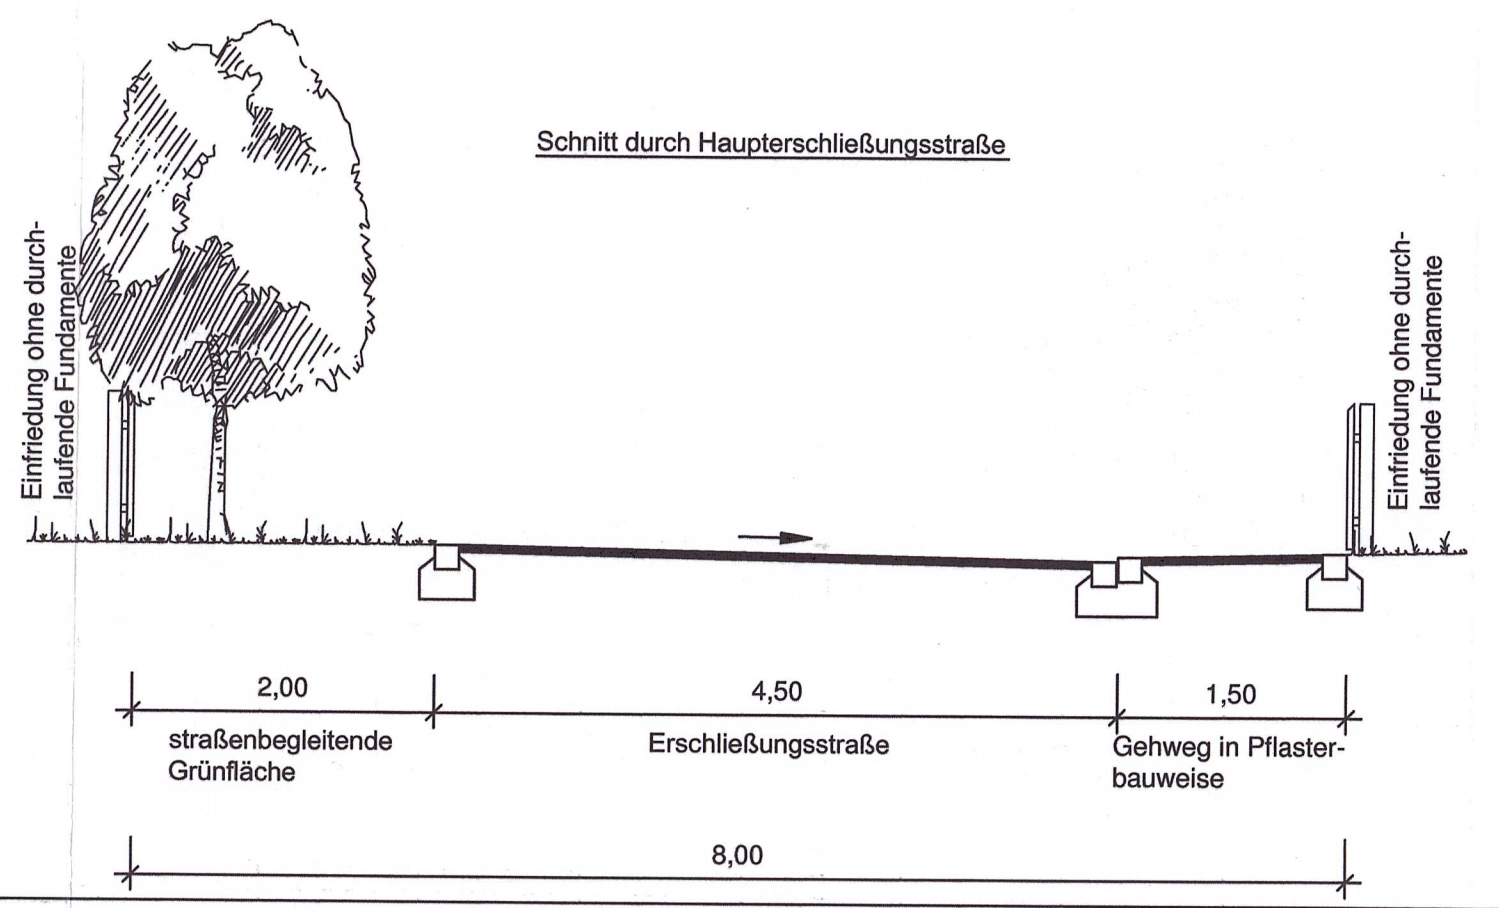 Schnitt durch Haupterschließungsstraße
Einfriedung ohne durch-
laufende Fundamente
Einfriedung ohne durch-
laufende Fundamente
2,00
4,50
1,50
straßenbegleitende
Grünfläche
Erschließungsstraße
Gehweg in Pflaster-
bauweise
8,00